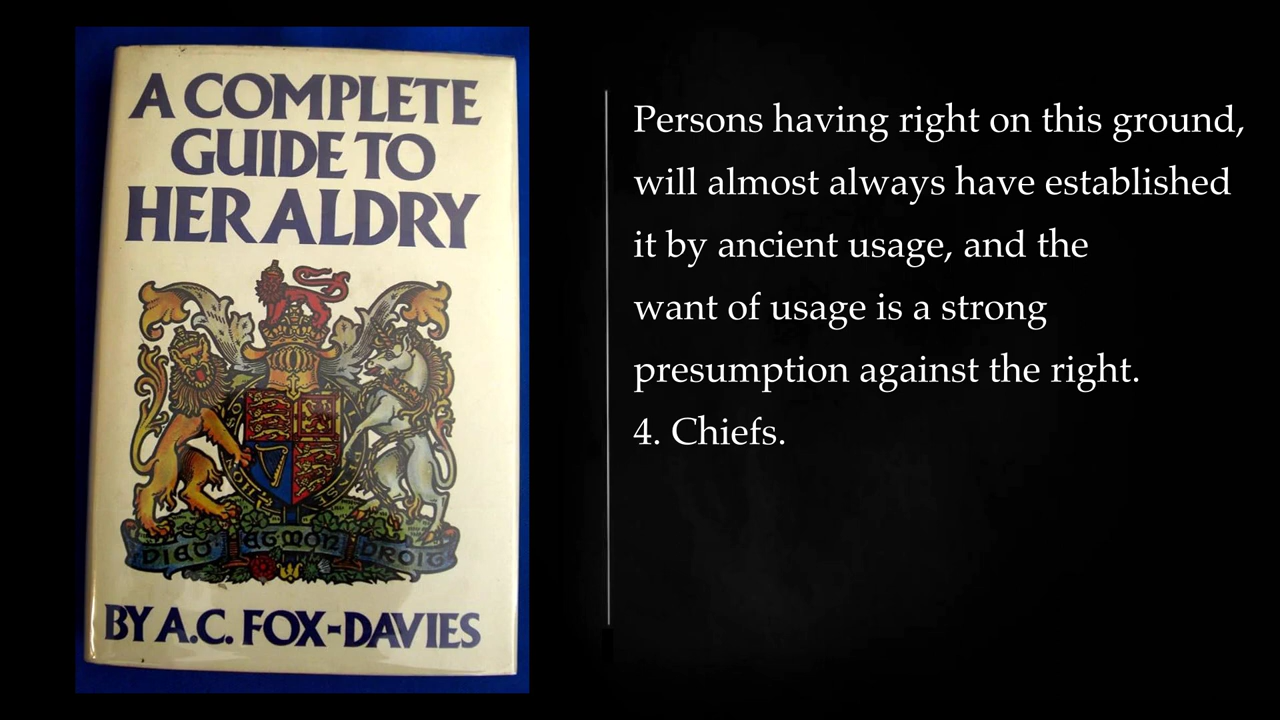 A COMPLETE
GUIDE TO
HERALDRY
DIEU ET MON DROIT
BY A.C. FOX-DAVIES
Persons having right on this ground,
will almost always have established
it by ancient usage, and the
want of usage is a strong
presumption against the right.
4. Chiefs.